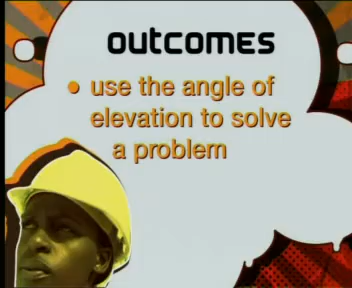 outcomes
• use the angle of
elevation to solve
a problem